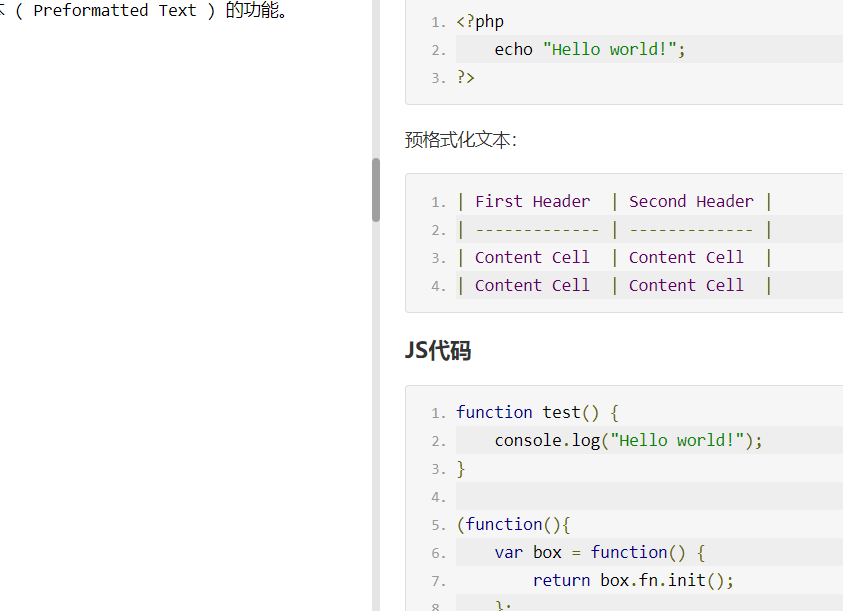 ( Preformatted Text ) 的功能。
1. <?php
2.     echo "Hello world!";
3. ?>
预格式化文本：
1. | First Header  | Second Header |
2. | ------------- | ------------- |
3. | Content Cell  | Content Cell  |
4. | Content Cell  | Content Cell  |
JS代码
1. function test() {
2.     console.log("Hello world!");
3. }
4.
5. (function(){
6.     var box = function() {
7.         return box.fn.init();
8.     };